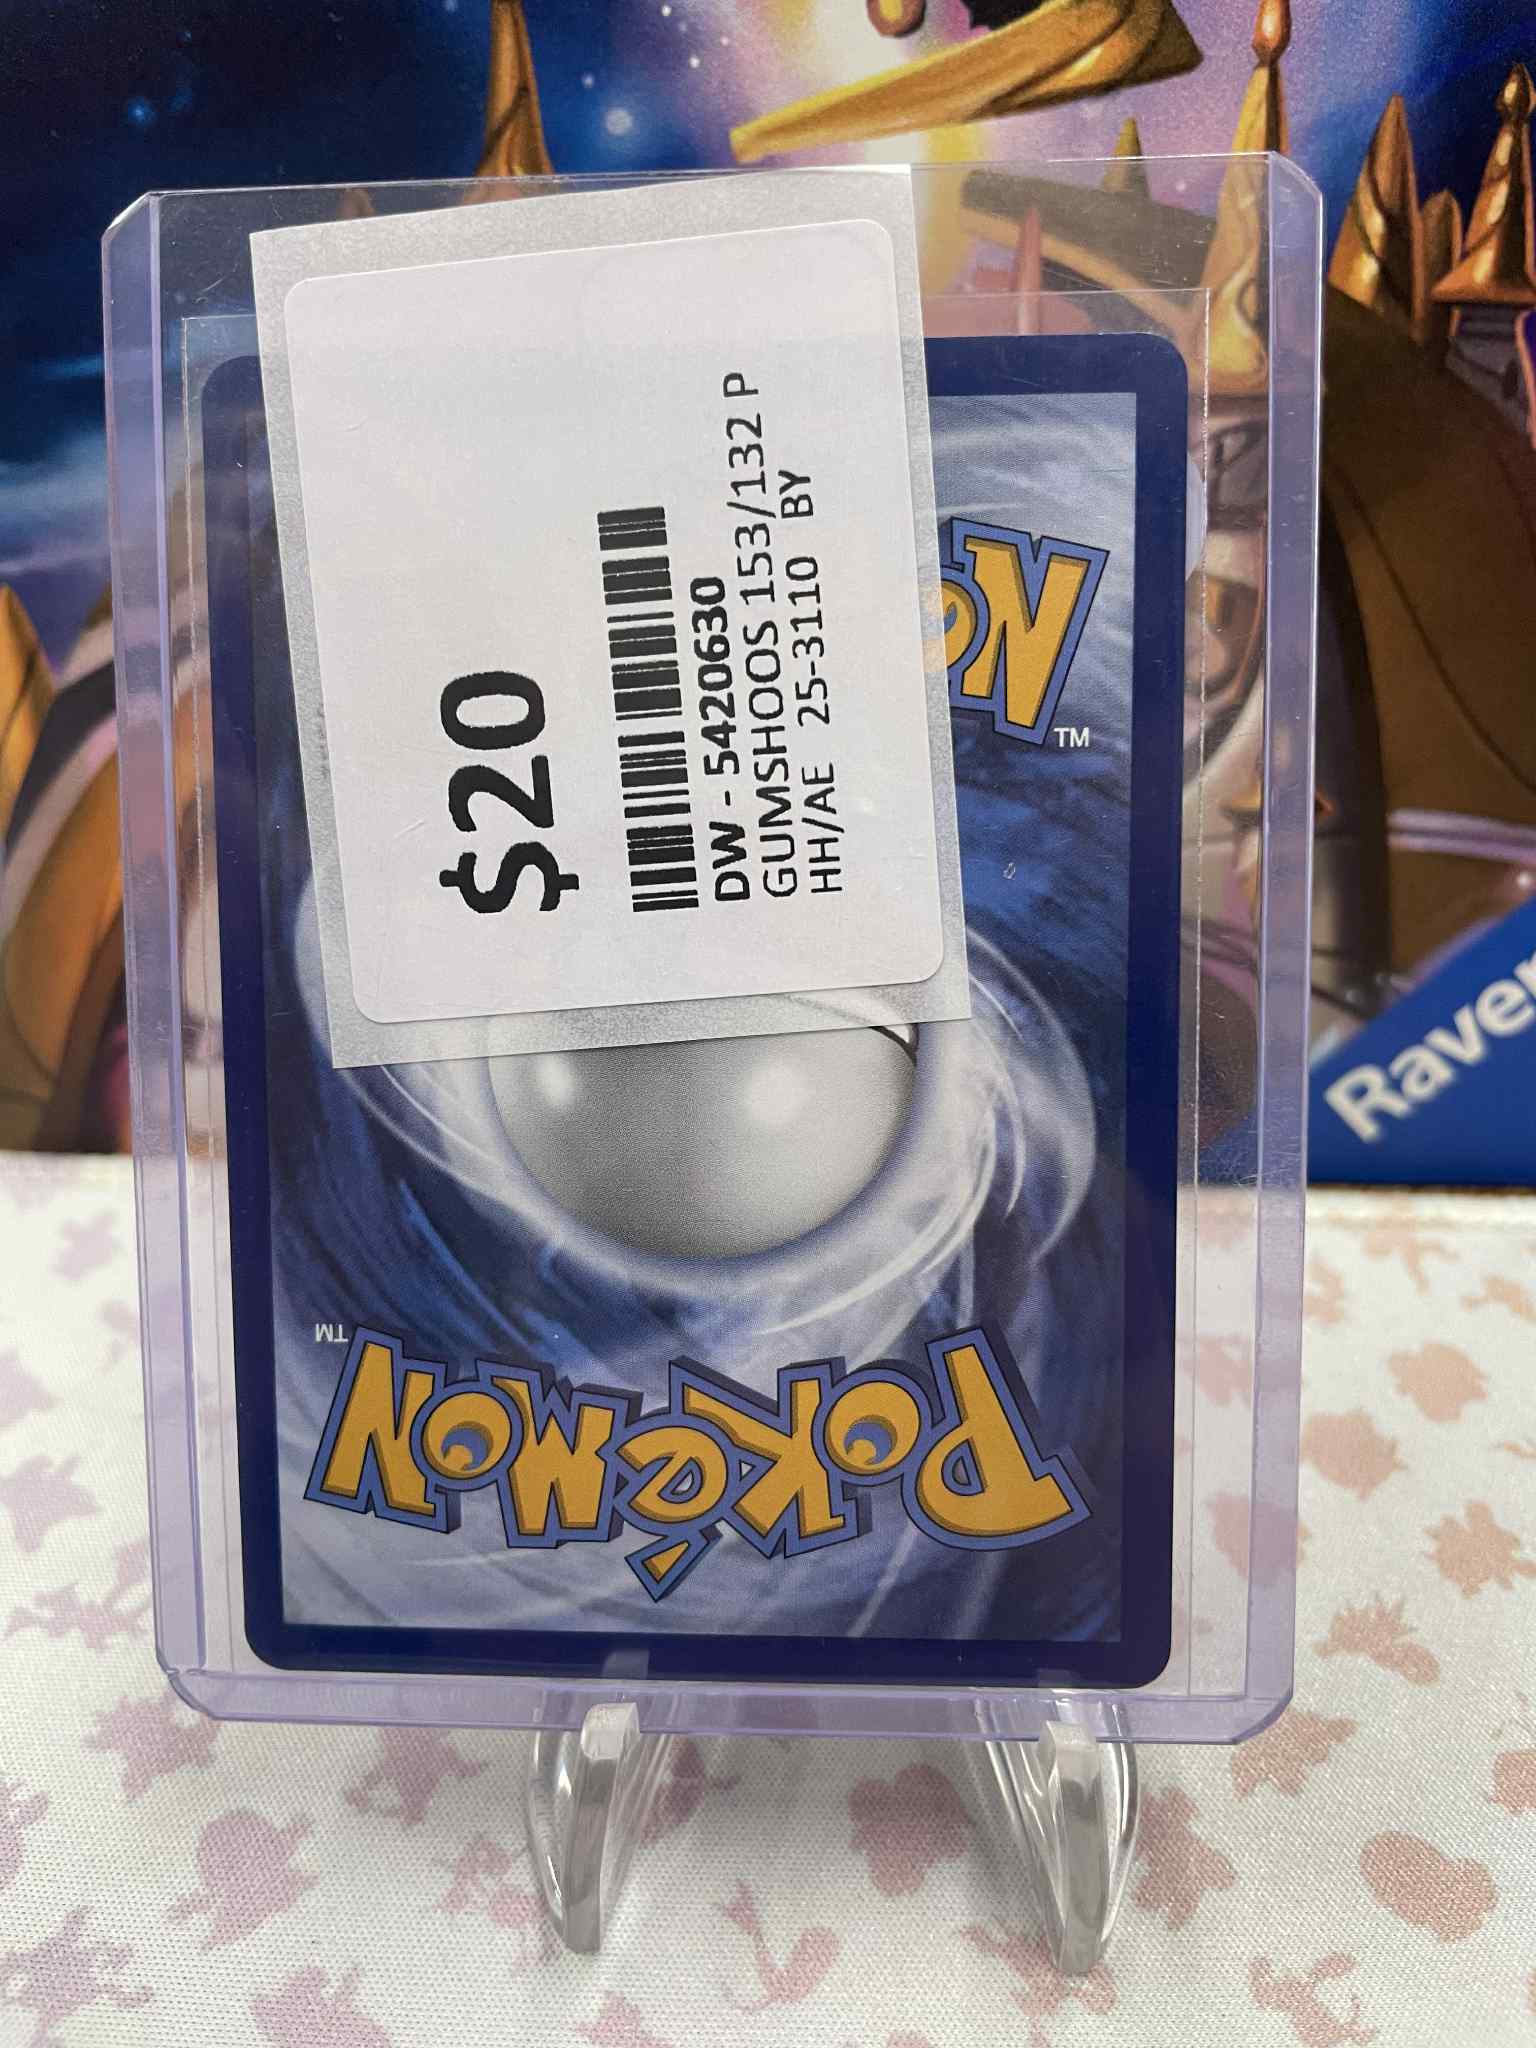 $20
DW - 5420630
GUMSHOOS 153/132 P
HH/AE 25-3110 BY
TM
Raven
TM
POKéMON